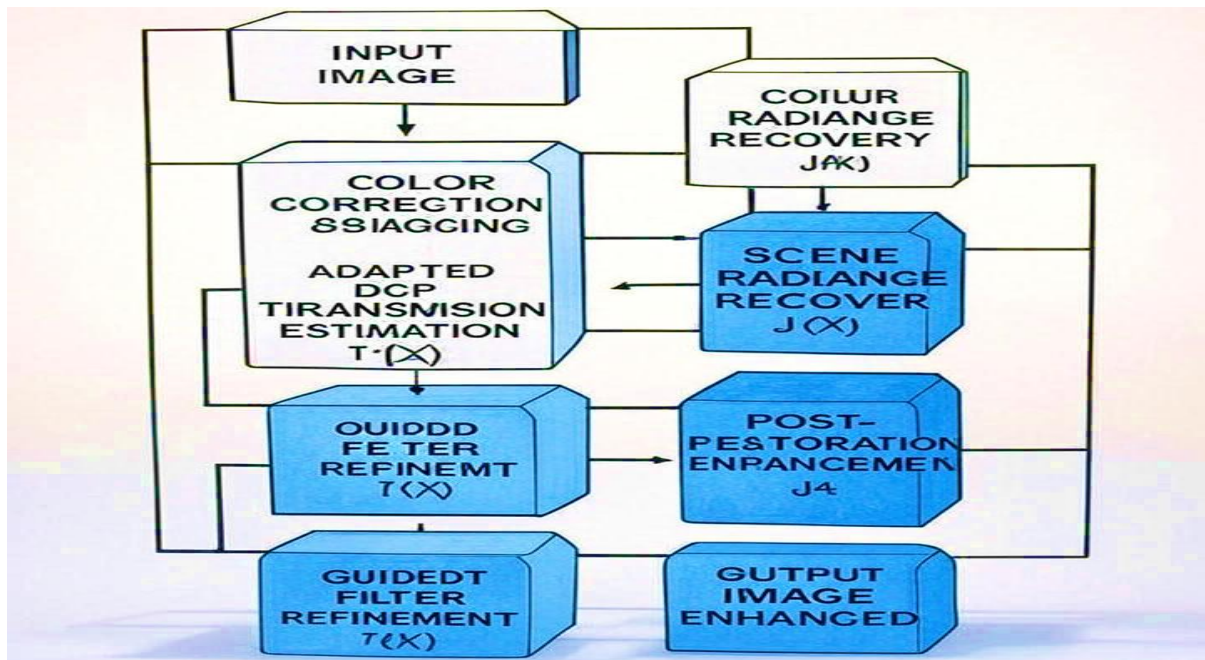 INPUT
IMAGE
COLOR
CORRECTION
ADAPTED
DCP
TIRANSMISION
ESTIMATION
COIUUR
RADIANGE
RECOVERY
SCENE
RADIANGE
RECOVER
J(X)
OUIDDD
FE TER
REFINEMT
T(X)
POST-
PESTORATION
ENPANCEMEN
J4
GUIDEDT
FILTER
REFINEMENT
T(X)
GUTPUT
IMAGE
ENHANCED